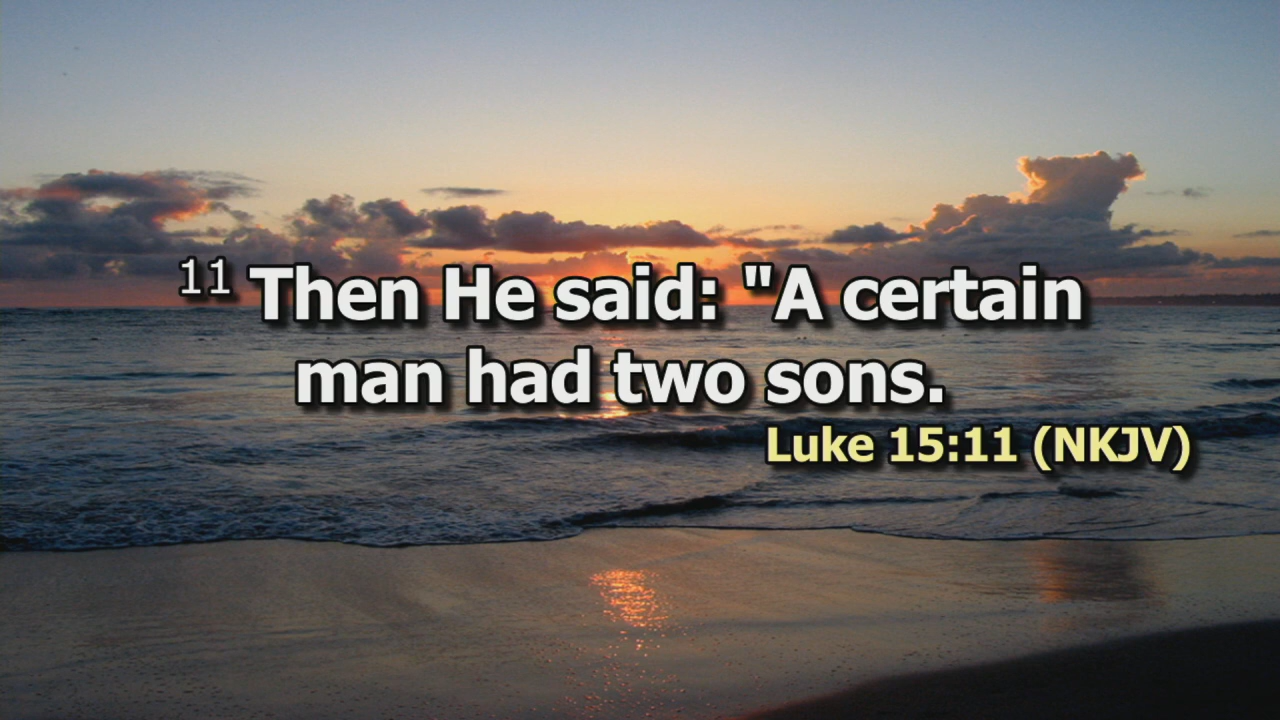 11 Then He said: "A certain
man had two sons.
Luke 15:11 (NKJV)